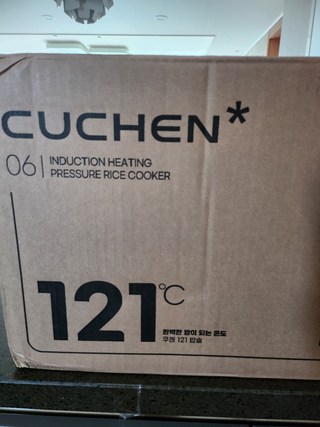 CUCHEN*
06 | INDUCTION HEATING
PRESSURE RICE COOKER
121℃
완벽한 밥이 되는 온도
쿠첸 121 밥솥